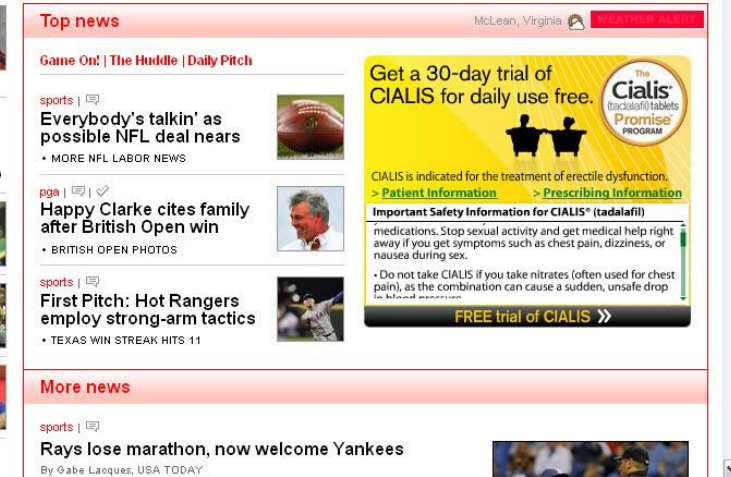 Top news
McLean, Virginia
WEATHER ALERT
Game On! | The Huddle | Daily Pitch
sports |
Everybody's talkin' as
possible NFL deal nears
• MORE NFL LABOR NEWS
pga | |
Happy Clarke cites family
after British Open win
• BRITISH OPEN PHOTOS
sports |
First Pitch: Hot Rangers
employ strong-arm tactics
• TEXAS WIN STREAK HITS 11
Get a 30-day trial of
CIALIS for daily use free.
The
Cialis®
(tadalafil) tablets
Promise™
PROGRAM
CIALIS is indicated for the treatment of erectile dysfunction.
> Patient Information > Prescribing Information
Important Safety Information for CIALIS® (tadalafil)
medications. Stop sexual activity and get medical help right
away if you get symptoms such as chest pain, dizziness, or
nausea during sex.
• Do not take CIALIS if you take nitrates (often used for chest
pain), as the combination can cause a sudden, unsafe drop
in blood pressure.
FREE trial of CIALIS »
More news
sports |
Rays lose marathon, now welcome Yankees
By Gabe Lacques, USA TODAY